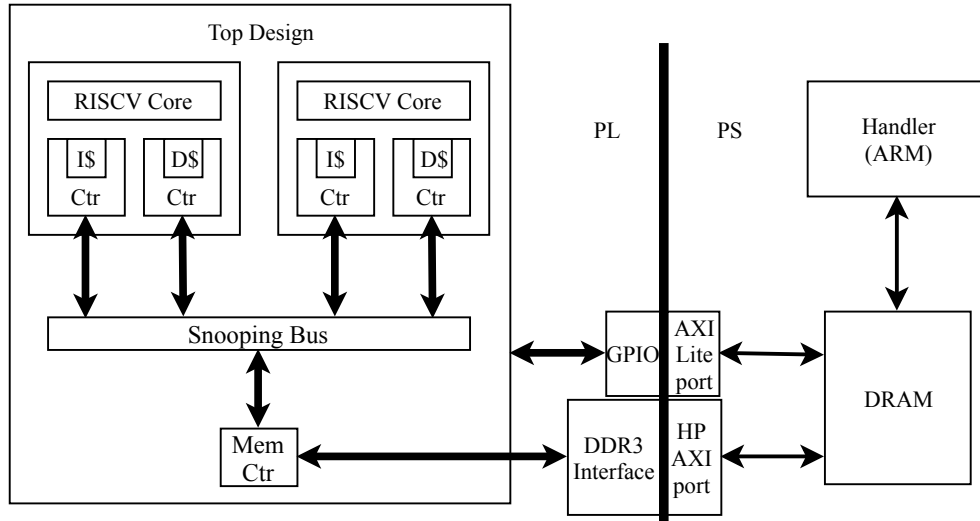 Top Design
RISCV Core
I$
D$
Ctr
Ctr
RISCV Core
I$
D$
Ctr
Ctr
Snooping Bus
Mem
Ctr
PL
PS
GPIO
AXI
Lite
port
DDR3
Interface
HP
AXI
port
Handler
(ARM)
DRAM